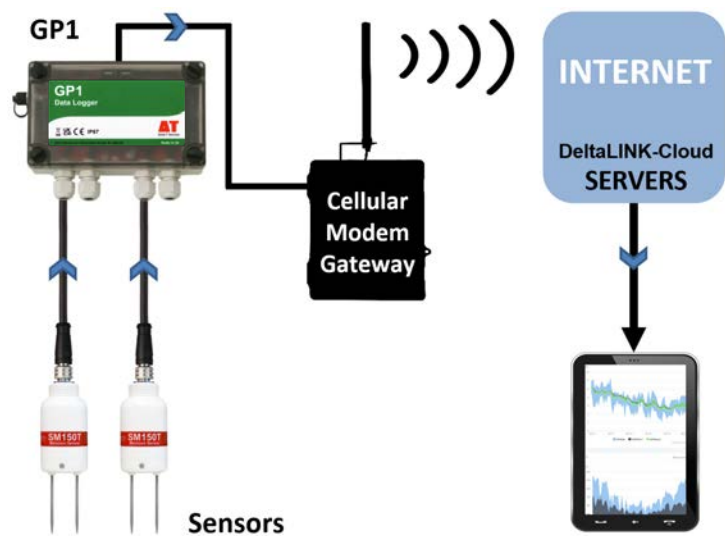 GP1
GP1
Data Logger
IP67
AT
INTERNET
DeltaLINK-Cloud
SERVERS
Cellular
Modem
Gateway
SM150T
SM150T
Sensors